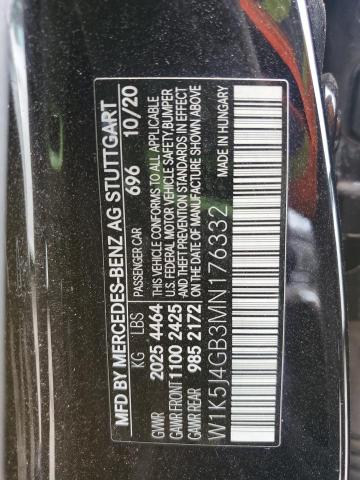 MFD BY MERCEDES-BENZ AG STUTTGART
KG LBS PASSENGER CAR 696 10/20
GVWR 2025 4464 THIS VEHICLE CONFORMS TO ALL APPLICABLE
GAWR FRONT 1100 2425 U.S. FEDERAL MOTOR VEHICLE SAFETY BUMPER
AND THEFT PREVENTION STANDARDS IN EFFECT
GAWR REAR 985 2172 ON THE DATE OF MANUFACTURE SHOWN ABOVE
W1K5J4GB3MN176332 MADE IN HUNGARY